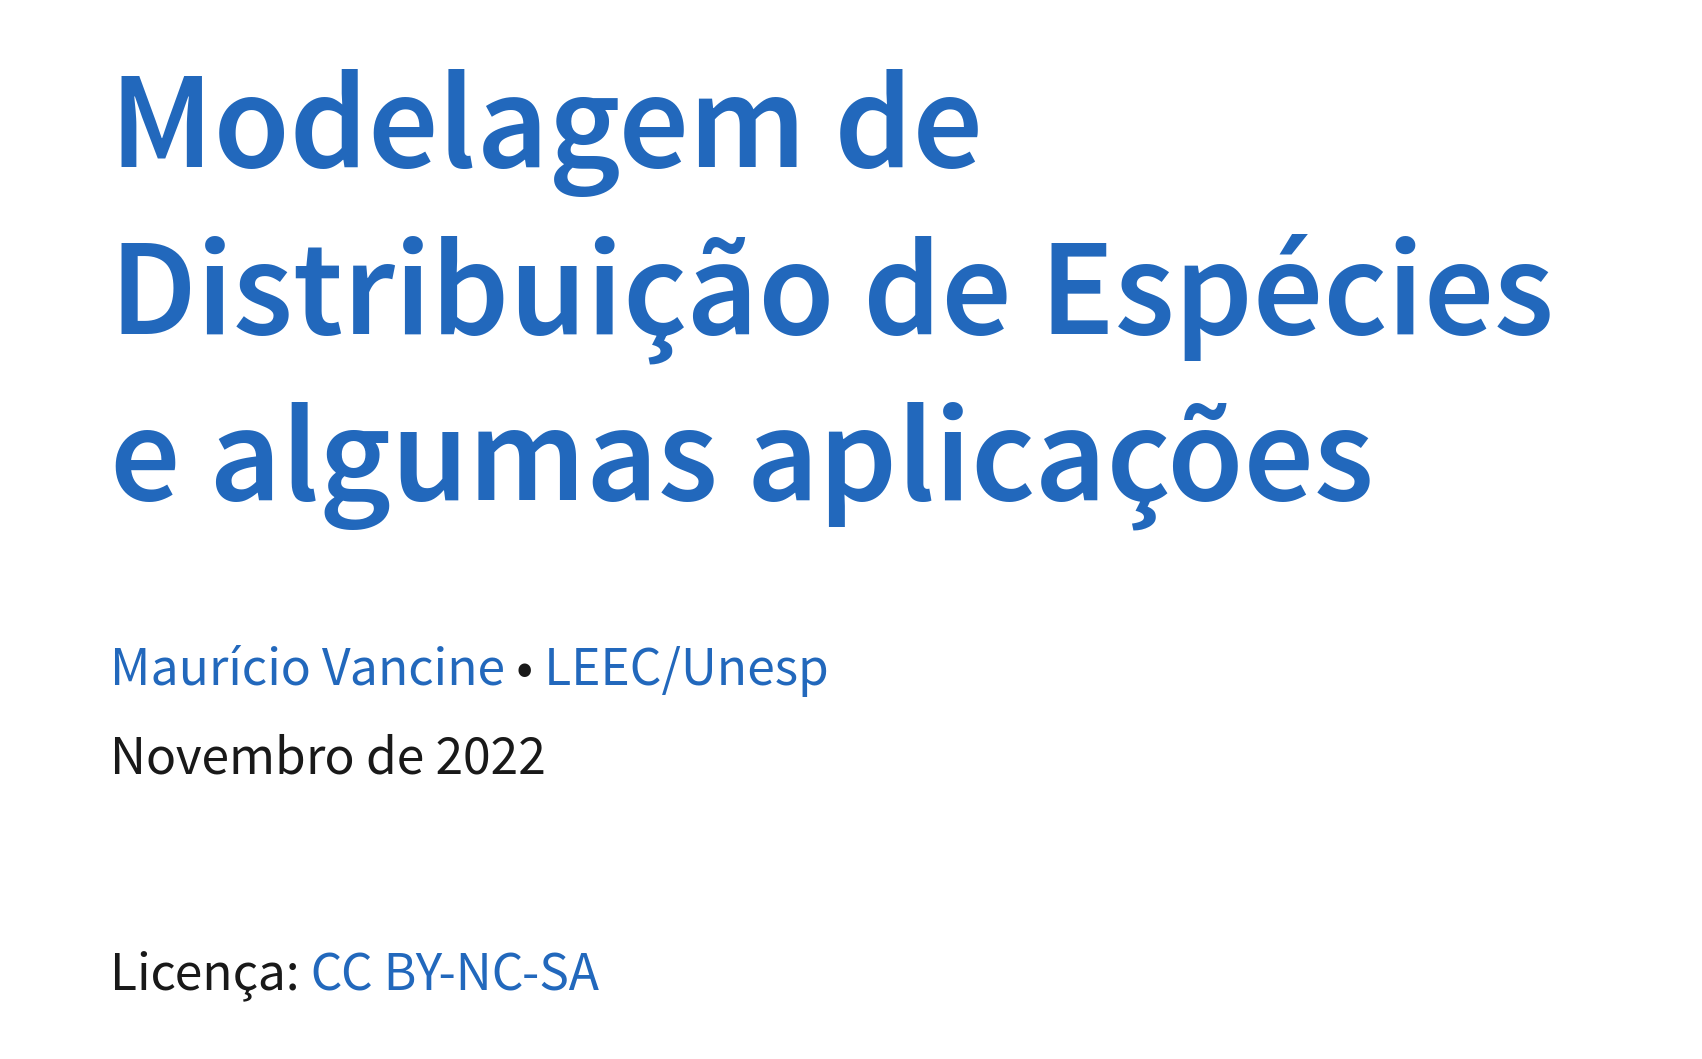 Modelagem de
Distribuição de Espécies
e algumas aplicações
Maurício Vancine • LEEC/Unesp
Novembro de 2022
Licença: CC BY-NC-SA